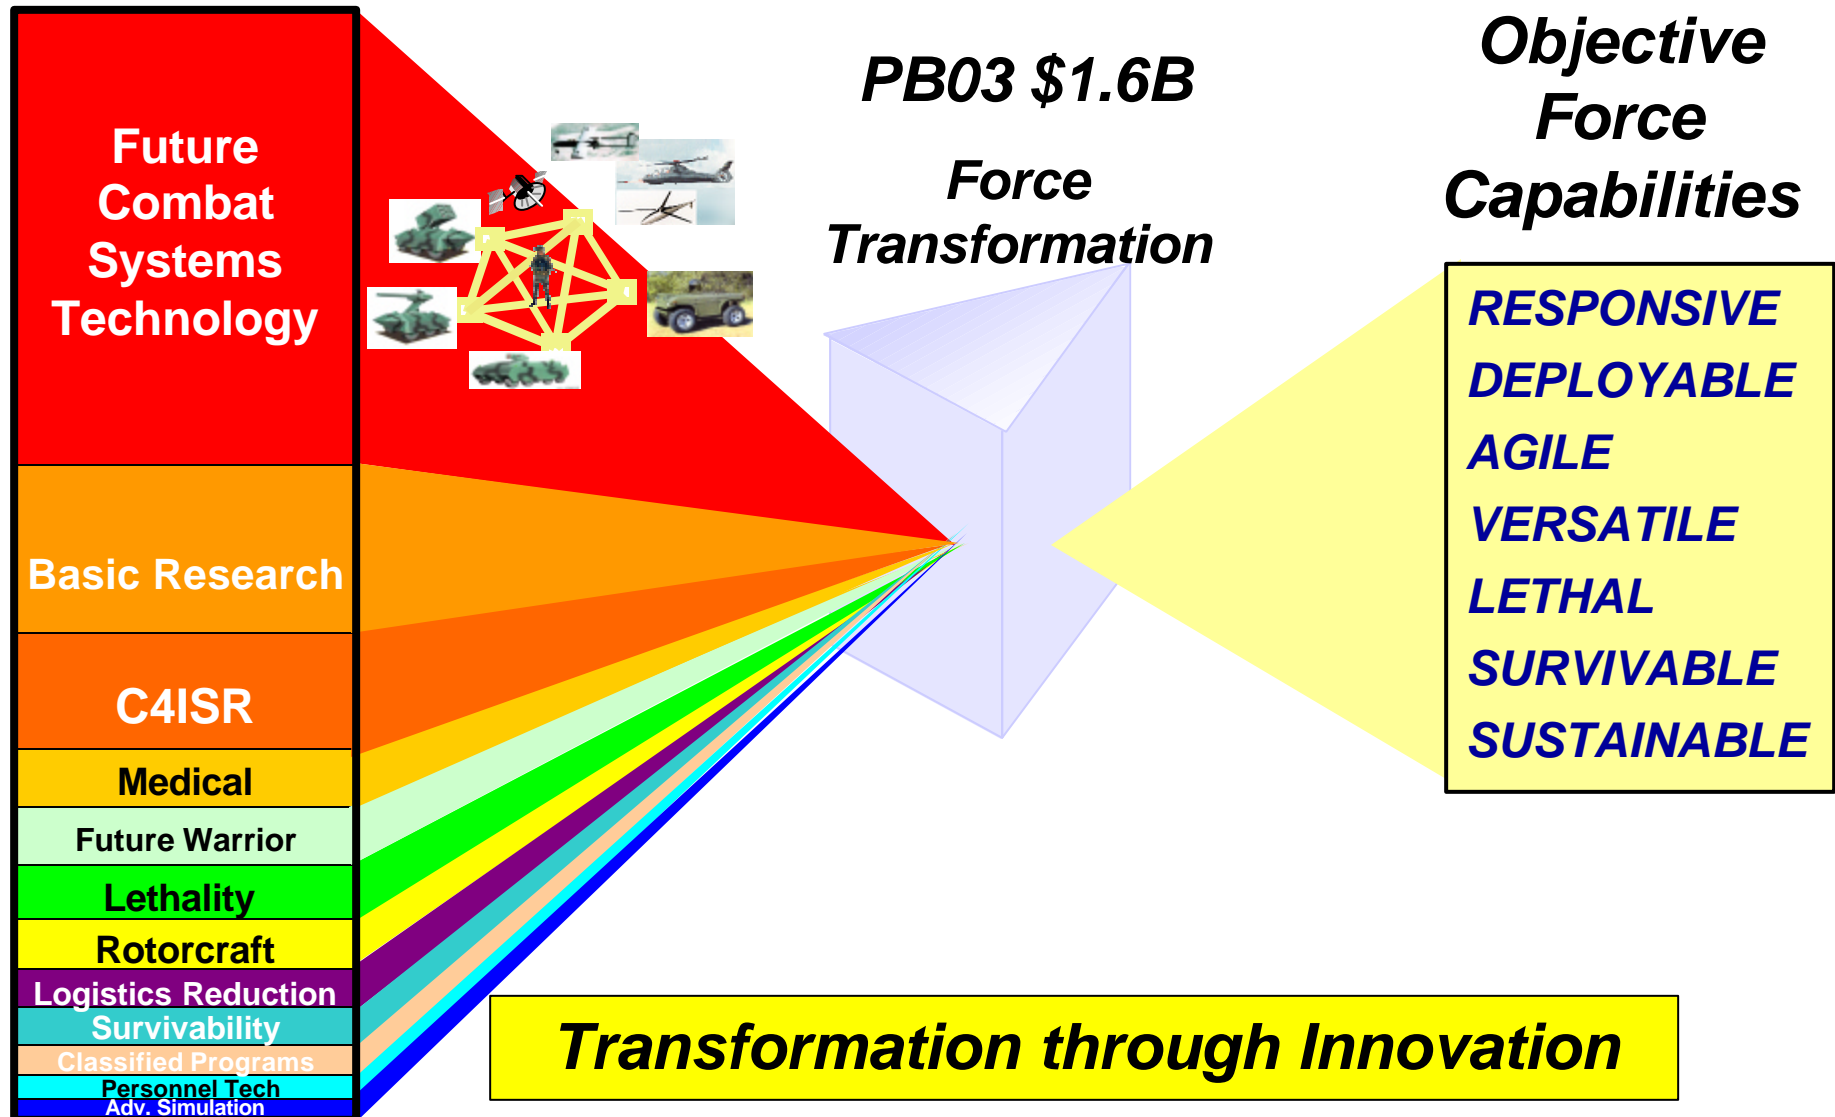 Future
Combat
Systems
Technology
Basic Research
C4ISR
Medical
Future Warrior
Lethality
Rotorcraft
Logistics Reduction
Survivability
Classified Programs
Personnel Tech
Adv. Simulation
PB03 $1.6B
Force
Transformation
Objective
Force
Capabilities
RESPONSIVE
DEPLOYABLE
AGILE
VERSATILE
LETHAL
SURVIVABLE
SUSTAINABLE
Transformation through Innovation